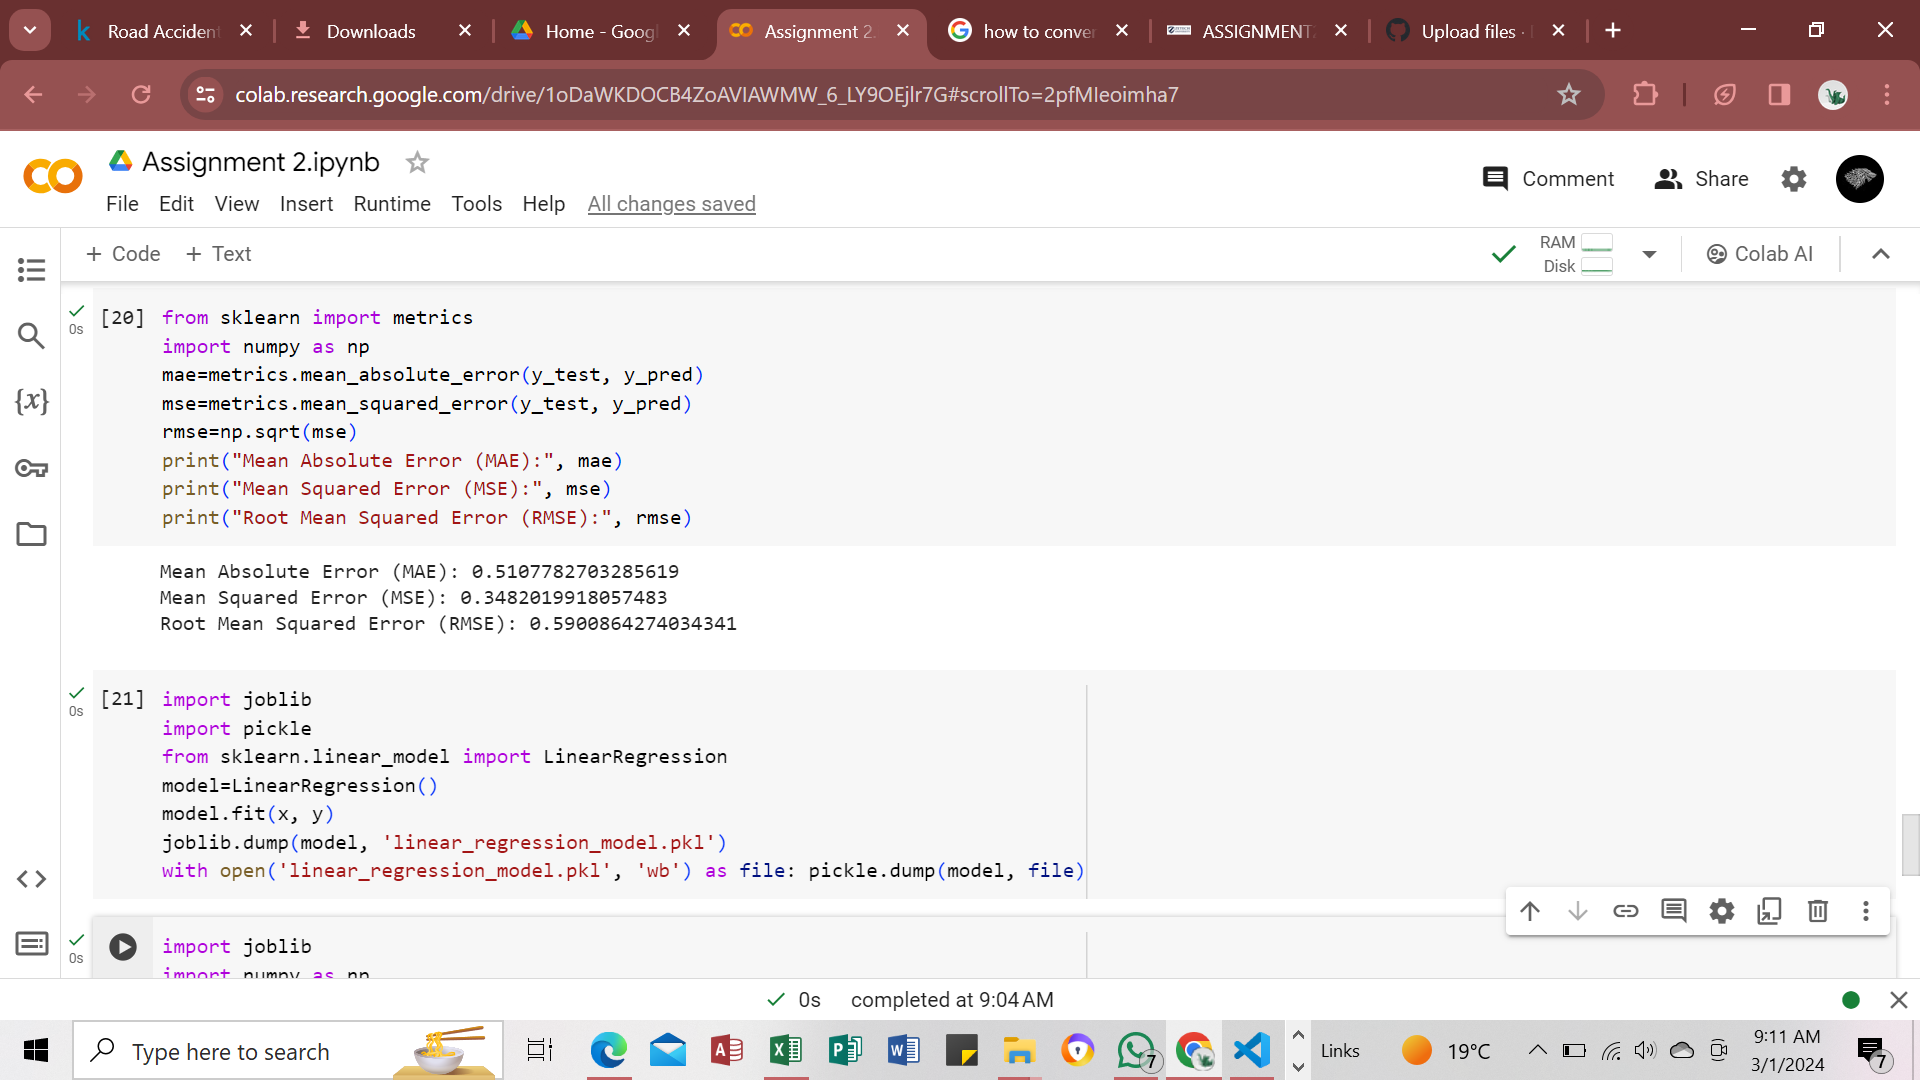 Road Acciden
Downloads
Home - Googl
Assignment 2.
how to conver
ASSIGNMENT
Upload files ·
colab.research.google.com/drive/1oDaWKDOCB4ZoAVIAWMW_6_LY9OEjlr7G#scrollTo=2pfMIeoimha7
Assignment 2.ipynb
Comment
Share
File Edit View Insert Runtime Tools Help All changes saved
+ Code + Text
RAM
Disk
Colab AI
[20] from sklearn import metrics
0s
import numpy as np
mae=metrics.mean_absolute_error(y_test, y_pred)
mse=metrics.mean_squared_error(y_test, y_pred)
rmse=np.sqrt(mse)
print("Mean Absolute Error (MAE):", mae)
print("Mean Squared Error (MSE):", mse)
print("Root Mean Squared Error (RMSE):", rmse)
Mean Absolute Error (MAE): 0.5107782703285619
Mean Squared Error (MSE): 0.3482019918057483
Root Mean Squared Error (RMSE): 0.5900864274034341
[21] import joblib
0s
import pickle
from sklearn.linear_model import LinearRegression
model=LinearRegression()
model.fit(x, y)
joblib.dump(model, 'linear_regression_model.pkl')
with open('linear_regression_model.pkl', 'wb') as file: pickle.dump(model, file)
import joblib
0s
import numpy as np
0s completed at 9:04 AM
Type here to search
7
Links
19°C
9:11 AM
3/1/2024
7